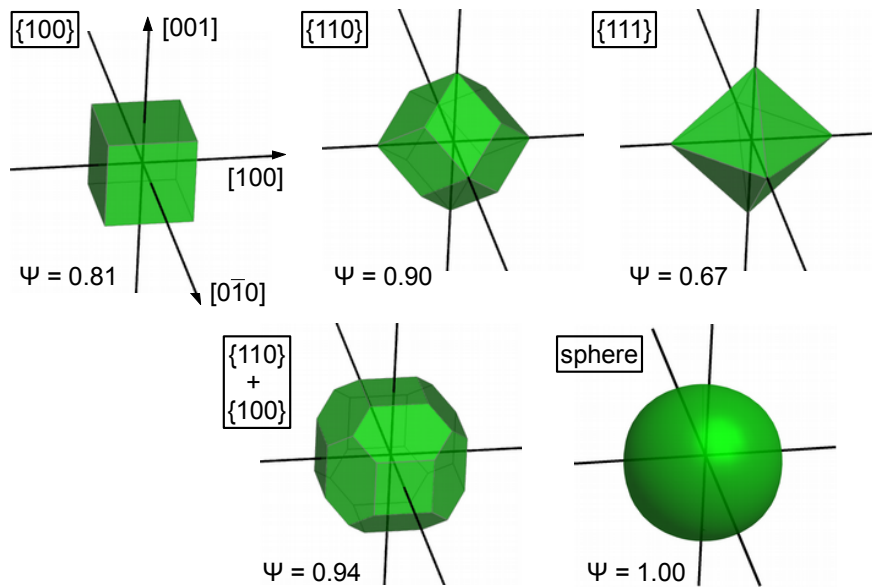 {100}
[001]
[100]
[01̅0]
Ψ = 0.81
{110}
Ψ = 0.90
{111}
Ψ = 0.67
{110}
+
{100}
Ψ = 0.94
sphere
Ψ = 1.00